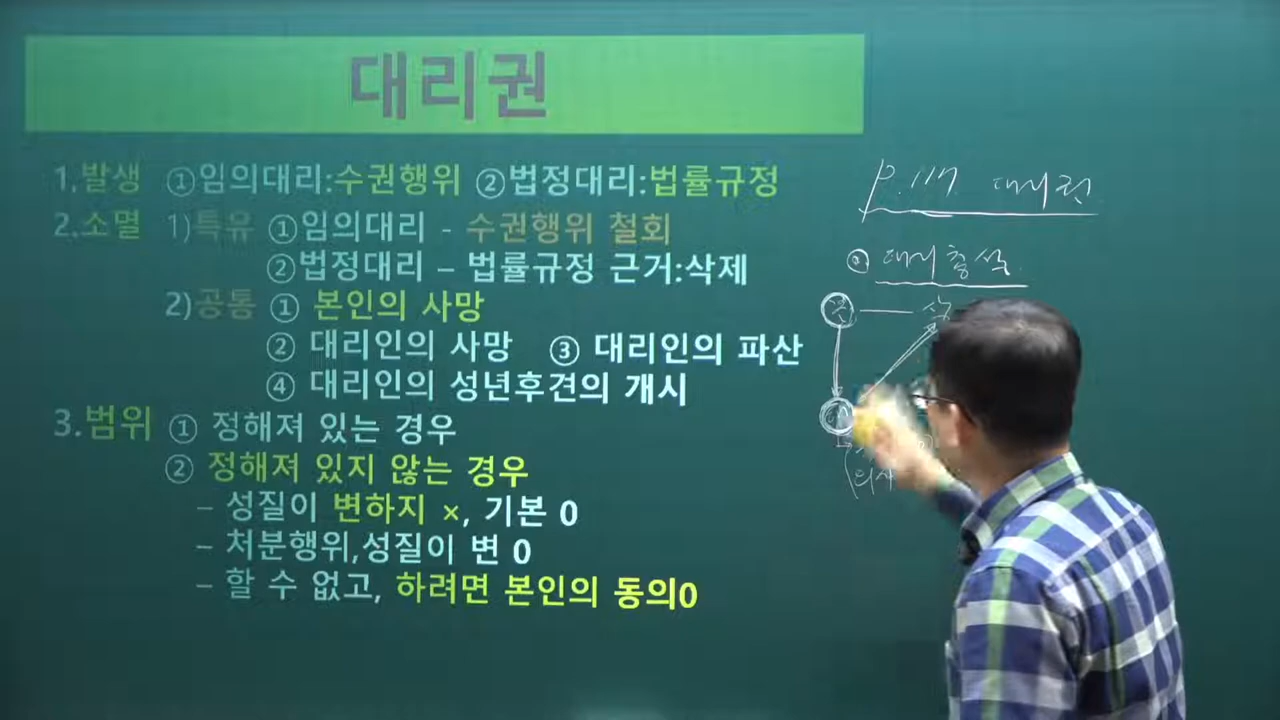 대리권
1.발생 ①임의대리:수권행위 ②법정대리:법률규정
2.소멸 1)특유 ①임의대리 - 수권행위 철회
②법정대리 – 법률규정 근거:삭제
2)공통 ① 본인의 사망
② 대리인의 사망 ③ 대리인의 파산
④ 대리인의 성년후견의 개시
3.범위 ① 정해져 있는 경우
② 정해져 있지 않는 경우
– 성질이 변하지 ×, 기본 0
– 처분행위,성질이 변 0
– 할 수 없고, 하려면 본인의 동의0
P.117. 대리권.
대리